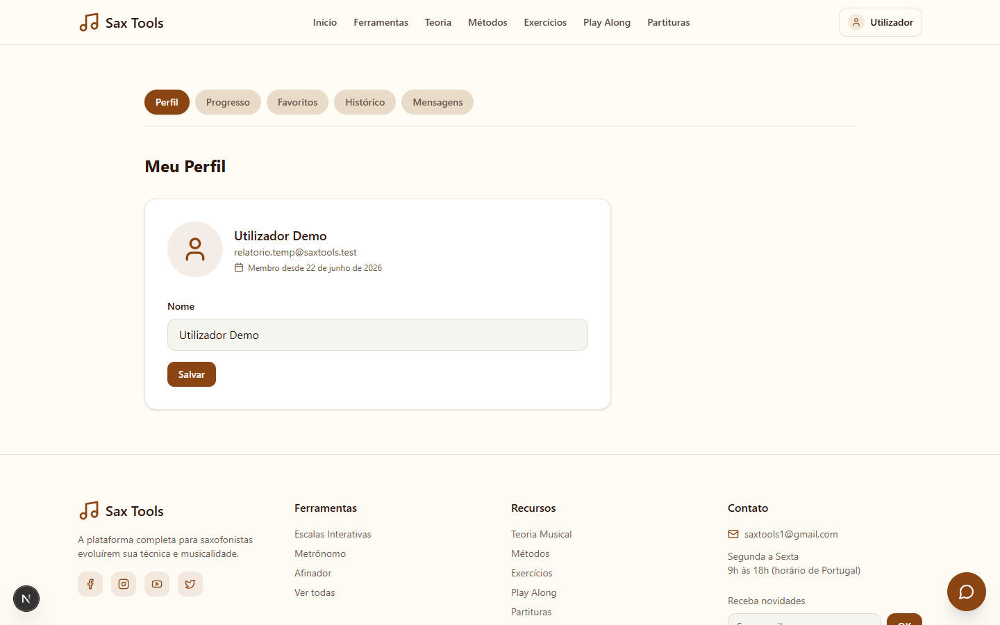 Sax Tools
Início Ferramentas Teoria Métodos Exercícios Play Along Partituras
Utilizador
Perfil Progresso Favoritos Histórico Mensagens
Meu Perfil
Utilizador Demo
relatorio.temp@saxtools.test
Membro desde 22 de junho de 2026
Nome
Utilizador Demo
Salvar
Sax Tools
A plataforma completa para saxofonistas
evoluírem sua técnica e musicalidade.
Ferramentas
Escalas Interativas
Metrônomo
Afinador
Ver todas
Recursos
Teoria Musical
Métodos
Exercícios
Play Along
Partituras
Contato
saxtools1@gmail.com
Segunda a Sexta
9h às 18h (horário de Portugal)
Receba novidades
OK
N